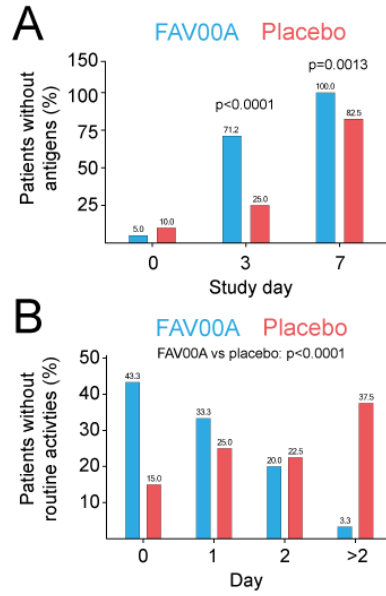 A
FAV00A Placebo
Patients without
antigens (%)
150
100
75
50
25
p<0.0001
p=0.0013
5.0
10.0
71.2
25.0
100.0
82.5
0
3
7
Study day
B
FAV00A Placebo
FAV00A vs placebo: p<0.0001
Patients without
routine activties (%)
50
40
30
20
10
43.3
15.0
33.3
25.0
20.0
22.5
3.3
37.5
0
1
2
>2
Day